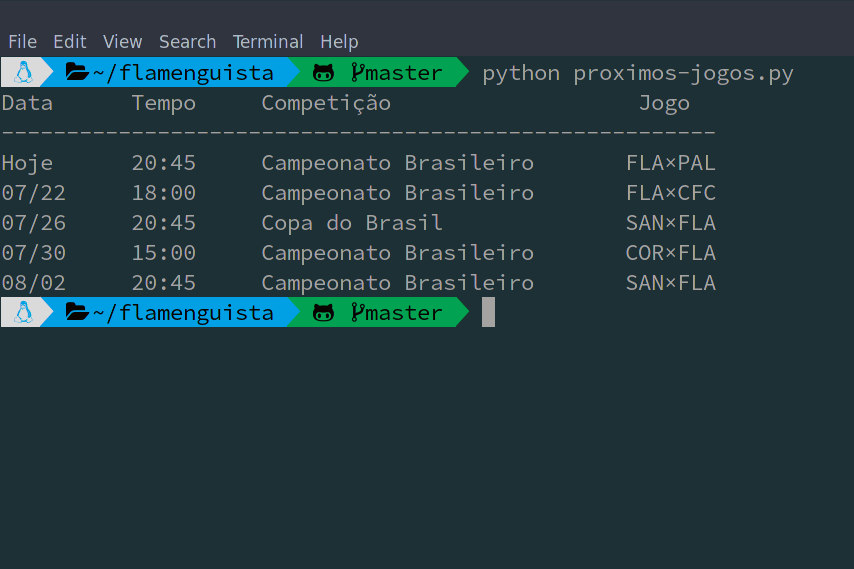 File Edit View Search Terminal Help
~/flamenguista master python proximos-jogos.py
Data Tempo Competição Jogo
-------------------------------------------------------
Hoje 20:45 Campeonato Brasileiro FLA×PAL
07/22 18:00 Campeonato Brasileiro FLA×CFC
07/26 20:45 Copa do Brasil SAN×FLA
07/30 15:00 Campeonato Brasileiro COR×FLA
08/02 20:45 Campeonato Brasileiro SAN×FLA
~/flamenguista master